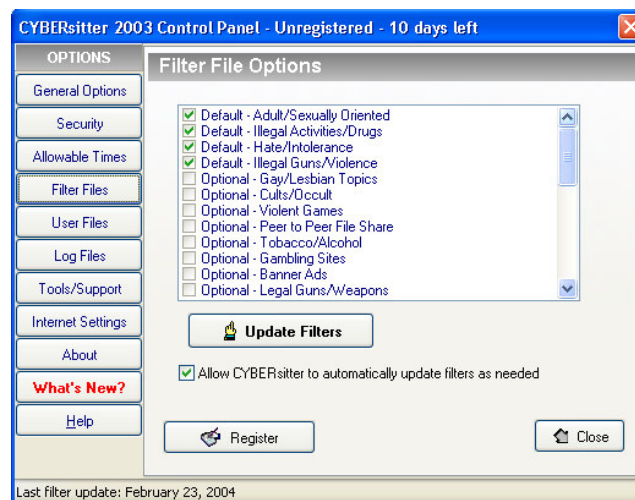 CYBERsitter 2003 Control Panel - Unregistered - 10 days left
OPTIONS
General Options
Security
Allowable Times
Filter Files
User Files
Log Files
Tools/Support
Internet Settings
About
What's New?
Help
Filter File Options
Default - Adult/Sexually Oriented
Default - Illegal Activities/Drugs
Default - Hate/Intolerance
Default - Illegal Guns/Violence
Optional - Gay/Lesbian Topics
Optional - Cults/Occult
Optional - Violent Games
Optional - Peer to Peer File Share
Optional - Tobacco/Alcohol
Optional - Gambling Sites
Optional - Banner Ads
Optional - Legal Guns/Weapons
Update Filters
Allow CYBERsitter to automatically update filters as needed
Register
Close
Last filter update: February 23, 2004